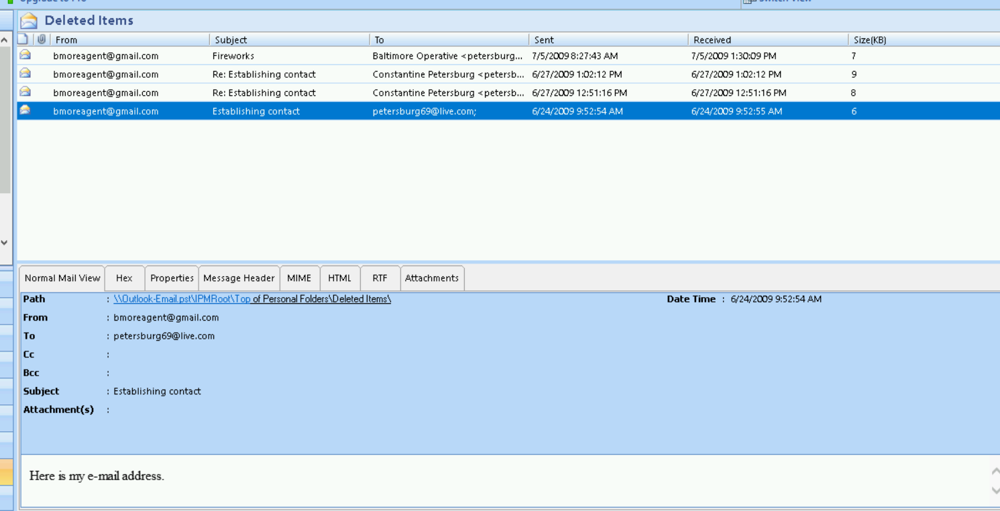 Upgrade to Pro Switch View
Deleted Items
From Subject To Sent Received Size(KB)
bmoreagent@gmail.com Fireworks Baltimore Operative <petersburg... 7/5/2009 8:27:43 AM 7/5/2009 1:30:09 PM 7
bmoreagent@gmail.com Re: Establishing contact Constantine Petersburg <petersb... 6/27/2009 1:02:12 PM 6/27/2009 1:02:12 PM 9
bmoreagent@gmail.com Re: Establishing contact Constantine Petersburg <petersb... 6/27/2009 12:51:16 PM 6/27/2009 12:51:16 PM 8
bmoreagent@gmail.com Establishing contact petersburg69@live.com; 6/24/2009 9:52:54 AM 6/24/2009 9:52:55 AM 6
Normal Mail View Hex Properties Message Header MIME HTML RTF Attachments
Path : \\Outlook-Email.pst\IPMRoot\Top of Personal Folders\Deleted Items\ Date Time : 6/24/2009 9:52:54 AM
From : bmoreagent@gmail.com
To : petersburg69@live.com
Cc :
Bcc :
Subject : Establishing contact
Attachment(s) :
Here is my e-mail address.